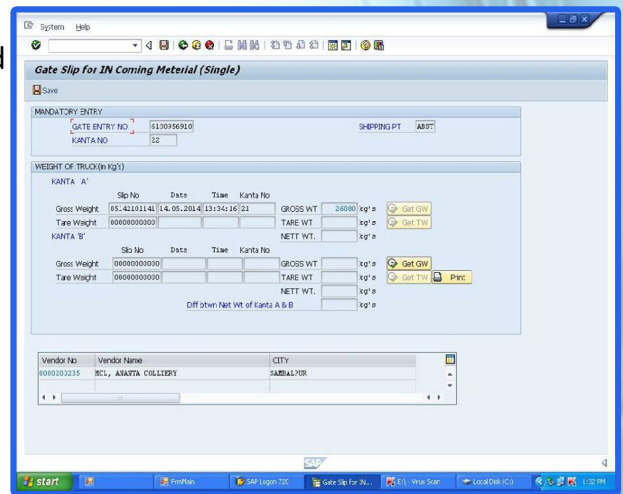 d
System Help
Gate Slip for IN Coming Meterial (Single)
Save
MANDATORY ENTRY
GATE ENTRY NO 6100956910 SHIPPING PT ABST
KANTA NO 22
WEIGHT OF TRUCK(in Kg's)
KANTA 'A'
Slip No Data Time Kanta No
Gross Weight 05142101141 14.05.2014 13:34:16 21 GROSS WT 26080 kg's Get GW
Tare Weight 00000000000 TARE WT kg's Get TW
KANTA 'B' NETT WT. kg's
Slip No Data Time Kanta No
Gross Weight 00000000000 GROSS WT kg's Get GW
Tare Weight 00000000000 TARE WT kg's Get TW Print
NETT WT. kg's
Diff btwn Net Wt of Kanta A & B kg's
Vendor No Vendor Name CITY
0000203235 MCL, ANANTA COLLIERY SAMBALPUR
SAP
start FrmMain SAP Logon 720 Gate Slip for IN... E:\ - Virus Scan Local Disk (C:) 1:32 PM